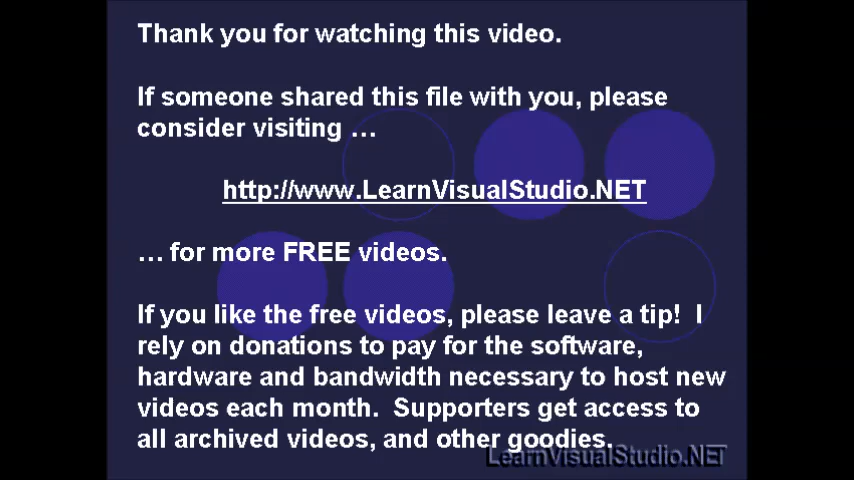 Thank you for watching this video.
If someone shared this file with you, please
consider visiting …
http://www.LearnVisualStudio.NET
… for more FREE videos.
If you like the free videos, please leave a tip!  I
rely on donations to pay for the software,
hardware and bandwidth necessary to host new
videos each month.  Supporters get access to
all archived videos, and other goodies.
LearnVisualStudio.NET